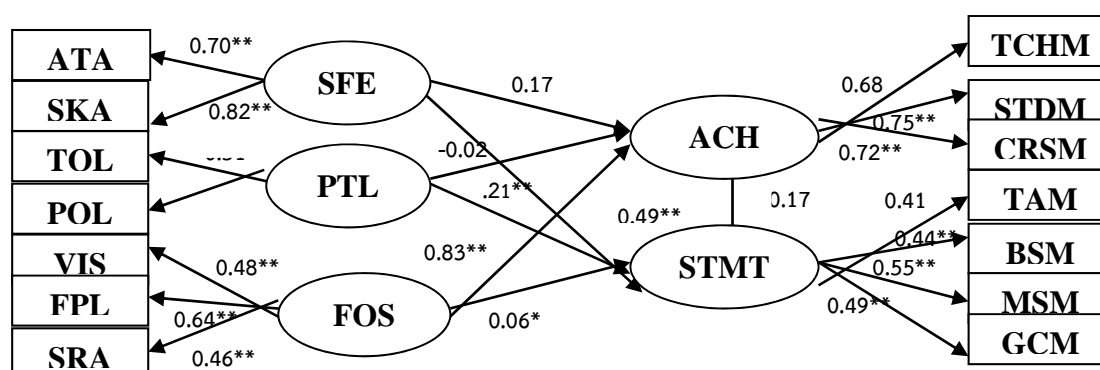 ATA
SKA
TOL
POL
VIS
FPL
SRA
0.70**
0.82**
0.48**
0.64**
0.46**
SFE
PTL
FOS
0.17
-0.02
.21**
0.49**
0.83**
0.06*
ACH
STMT
0.17
0.68
0.75**
0.72**
0.41
0.44**
0.55**
0.49**
TCHM
STDM
CRSM
TAM
BSM
MSM
GCM